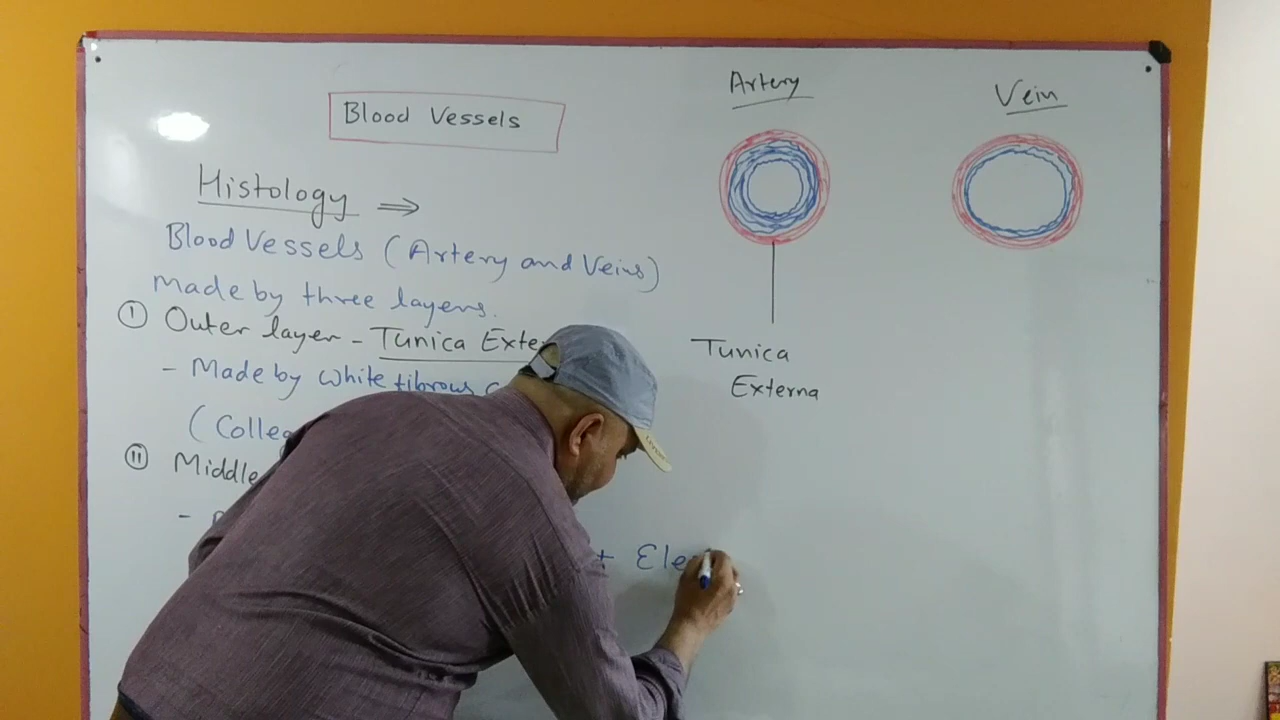 Blood Vessels
Artery
Vein
Histology ⇒
Blood Vessels (Artery and Veins)
made by three layers.
① Outer layer - Tunica Exte
- Made by white fibrous
(Colle
Tunica
Externa
② Middle
-
+ Ele